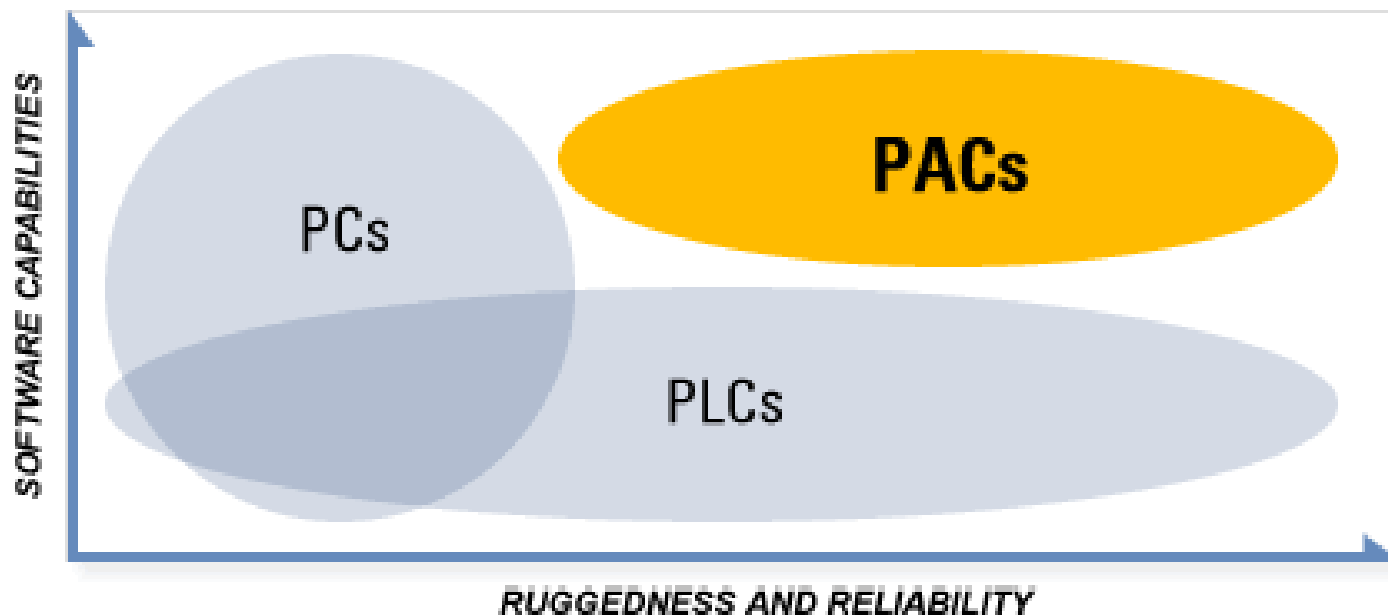 SOFTWARE CAPABILITIES
PACs
PCs
PLCs
RUGGEDNESS AND RELIABILITY